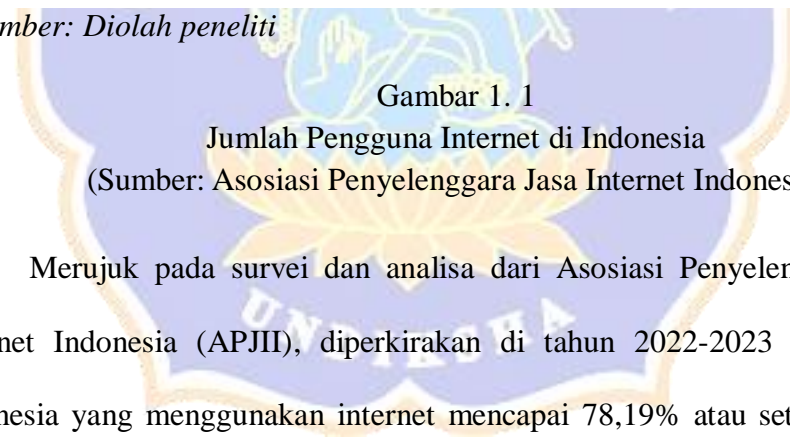 mber: Diolah peneliti
Gambar 1. 1
Jumlah Pengguna Internet di Indonesia
(Sumber: Asosiasi Penyelenggara Jasa Internet Indones
Merujuk pada survei dan analisa dari Asosiasi Penyelen
UNDIKSHA
net Indonesia (APJII), diperkirakan di tahun 2022-2023
nesia yang menggunakan internet mencapai 78,19% atau set